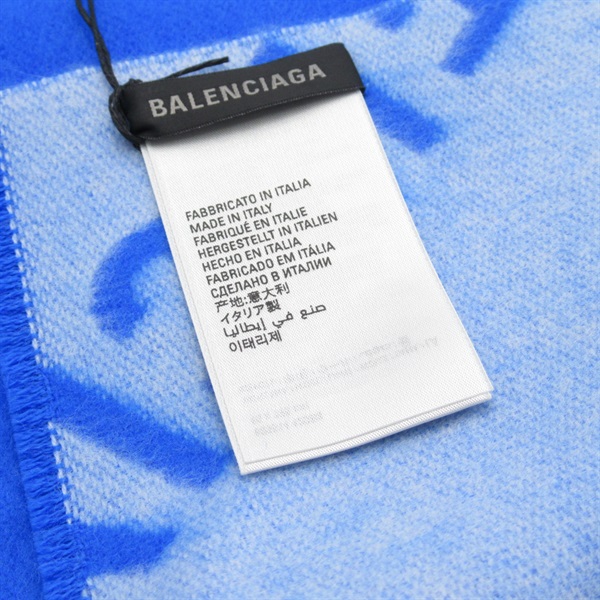 BALENCIAGA
FABBRICATO IN ITALIA
MADE IN ITALY
FABRIQUÉ EN ITALIE
HERGESTELLT IN ITALIEN
HECHO EN ITALIA
FABRICADO EM ITÀLIA
СДЕЛАНО В ИТАЛИИ
产地:意大利
イタリア製
صنع في إيطاليا
이태리제